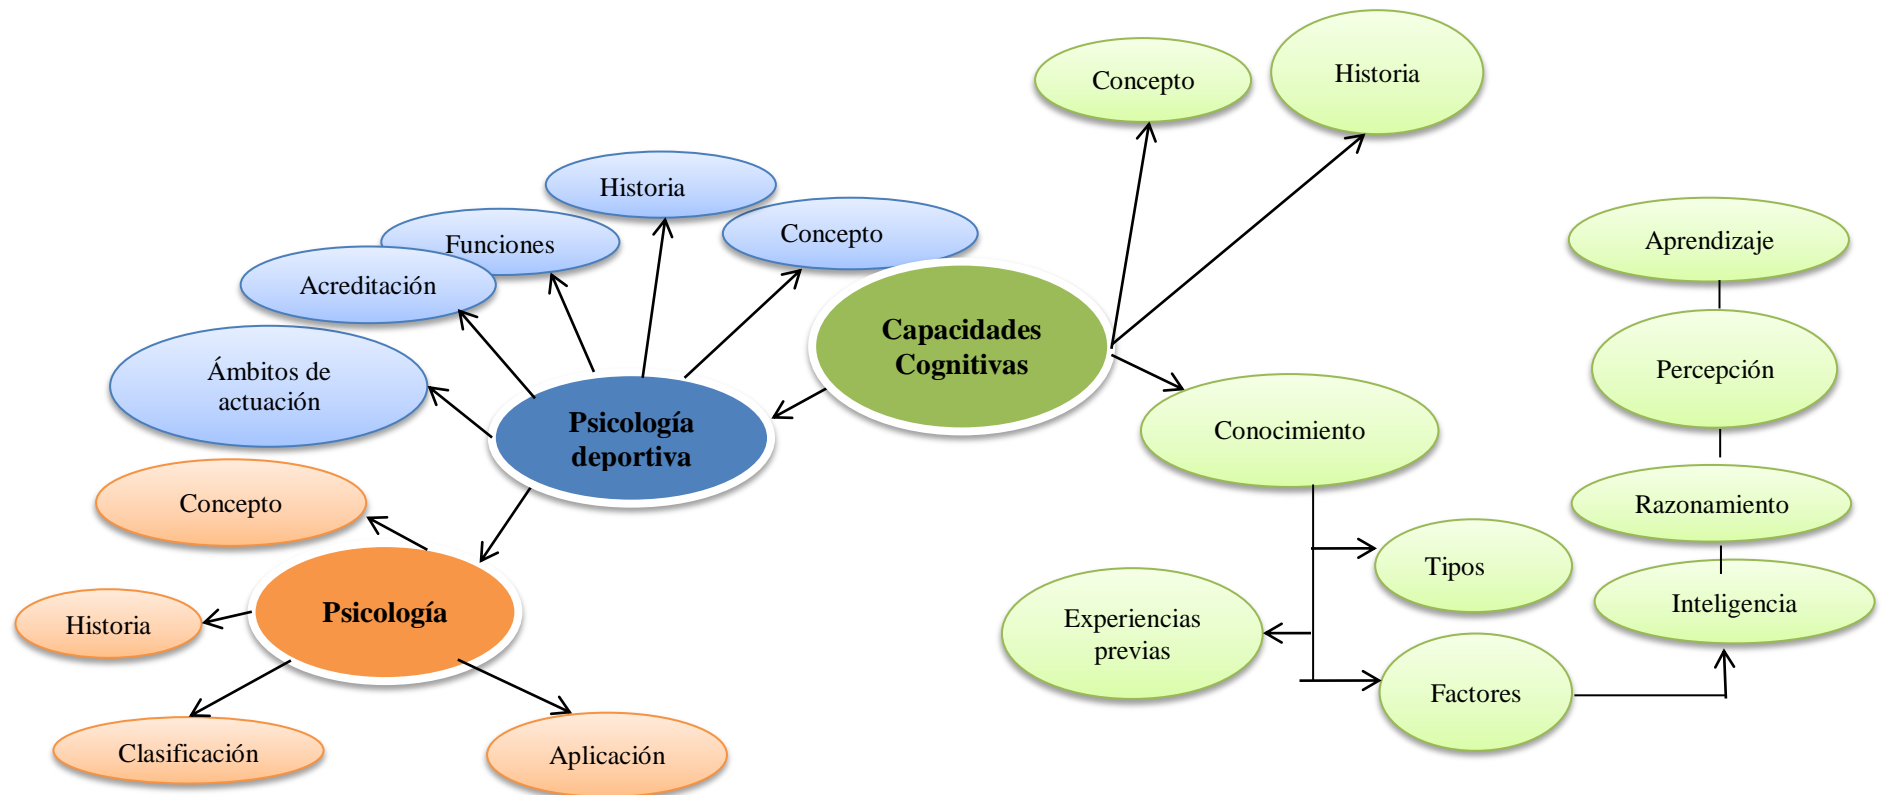 Concepto
Historia
Historia
Concepto
Funciones
Acreditación
Ámbitos de
actuación
Capacidades
Cognitivas
Psicología
deportiva
Concepto
Historia
Psicología
Clasificación
Aplicación
Conocimiento
Tipos
Experiencias
previas
Factores
Aprendizaje
Percepción
Razonamiento
Inteligencia